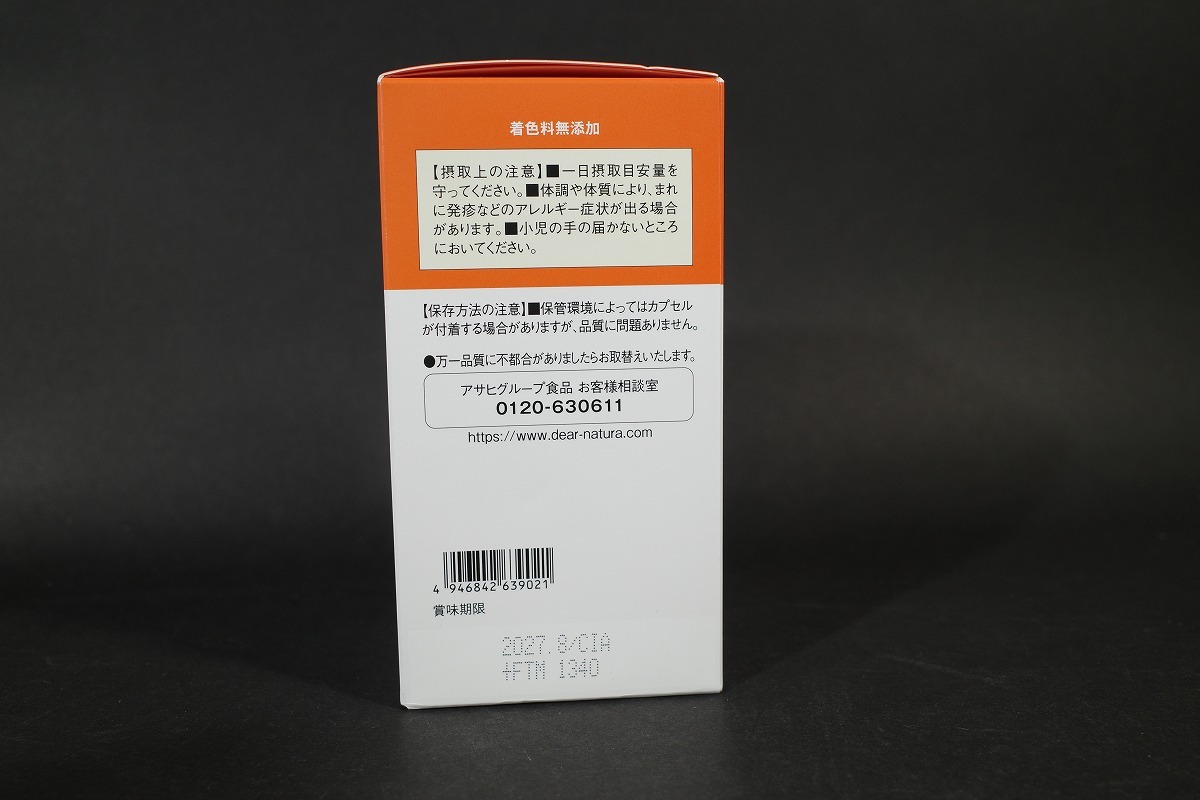 着色料無添加
【摂取上の注意】■一日摂取目安量を
守ってください。■体調や体質により、まれ
に発疹などのアレルギー症状が出る場合
があります。■小児の手の届かないところ
においてください。
【保存方法の注意】■保管環境によってはカプセル
が付着する場合がありますが、品質に問題ありません。
●万一品質に不都合がありましたらお取替えいたします。
アサヒグループ食品 お客様相談室
0120-630611
https://www.dear-natura.com
4 946842 639021
賞味期限
2027.8/CIA
+FTM 1340